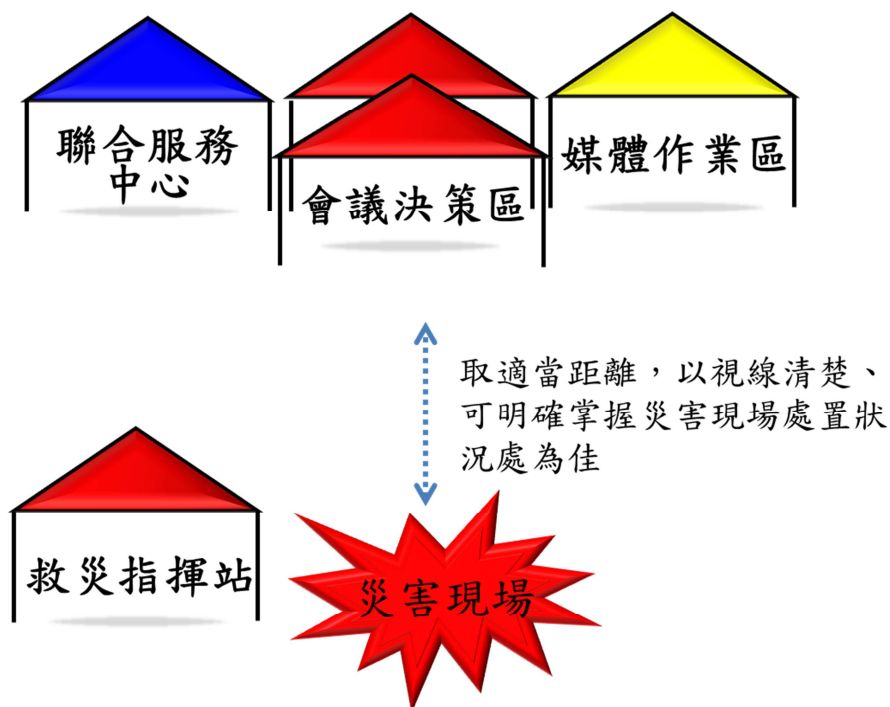 聯合服務
中心
會議決策區
媒體作業區
取適當距離，以視線清楚、
可明確掌握災害現場處置狀
況處為佳
救災指揮站
災害現場